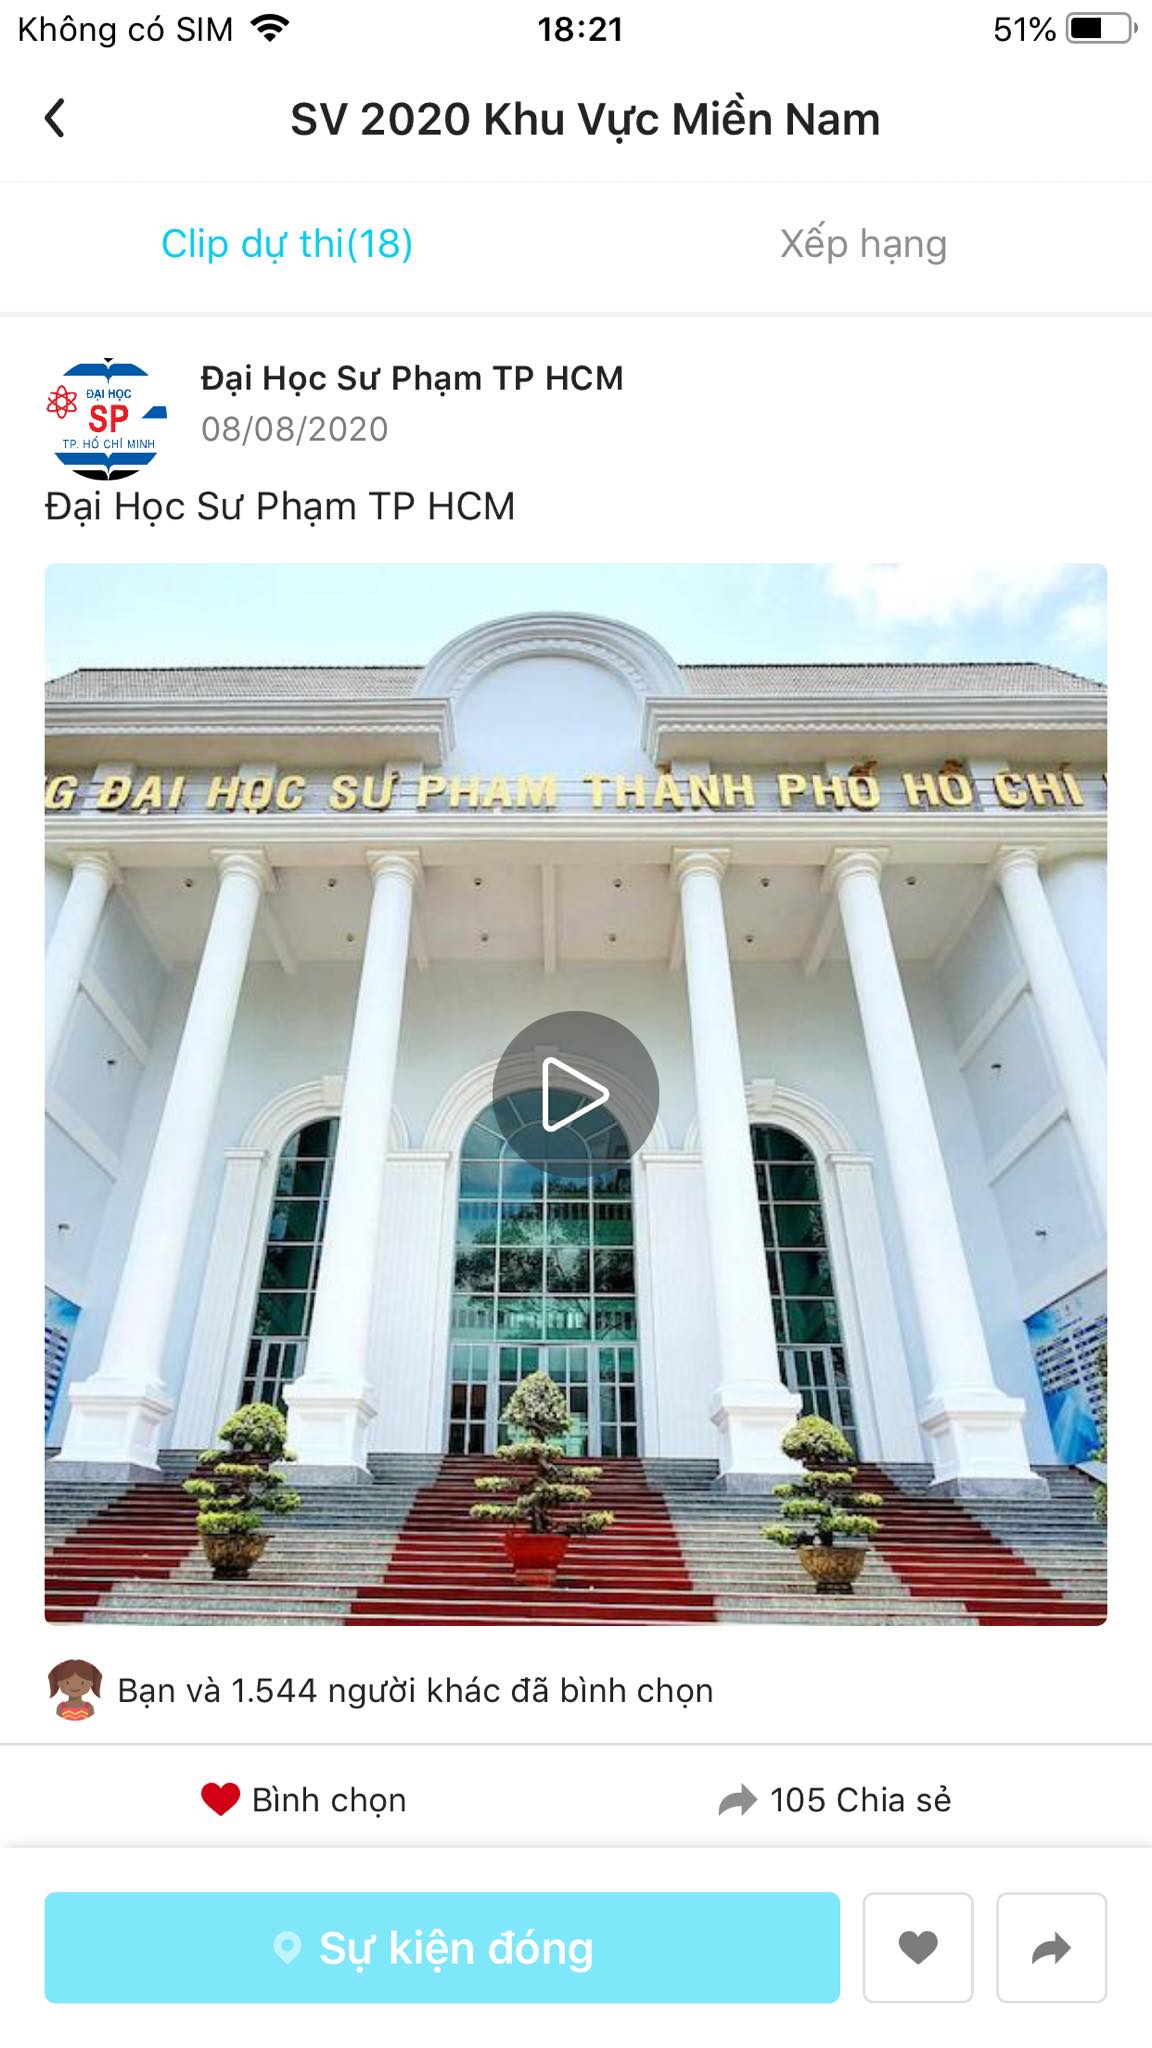 Không có SIM 18:21 51%
SV 2020 Khu Vực Miền Nam
Clip dự thi(18) Xếp hạng
ĐẠI HỌC
SP
TP. HỒ CHÍ MINH
Đại Học Sư Phạm TP HCM
08/08/2020
Đại Học Sư Phạm TP HCM
G ĐẠI HỌC SƯ PHẠM THÀNH PHỐ HỒ CHÍ
Bạn và 1.544 người khác đã bình chọn
Bình chọn 105 Chia sẻ
Sự kiện đóng